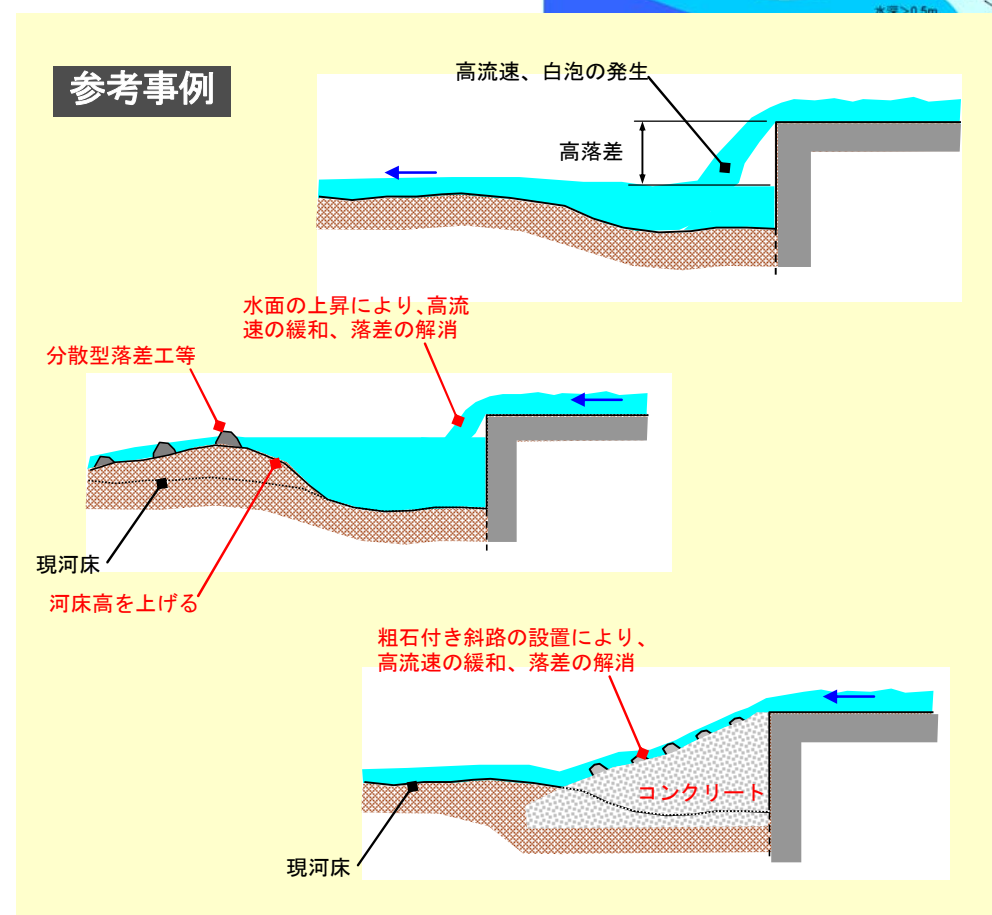 水深>0.5m
参考事例
高流速、白泡の発生
高落差
水面の上昇により、高流
速の緩和、落差の解消
分散型落差工等
現河床
河床高を上げる
粗石付き斜路の設置により、
高流速の緩和、落差の解消
コンクリート
現河床